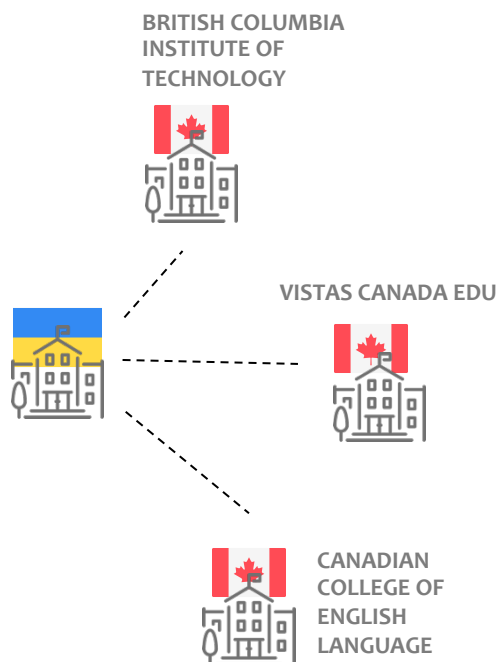 BRITISH COLUMBIA
INSTITUTE OF
TECHNOLOGY
VISTAS CANADA EDU
CANADIAN
COLLEGE OF
ENGLISH
LANGUAGE